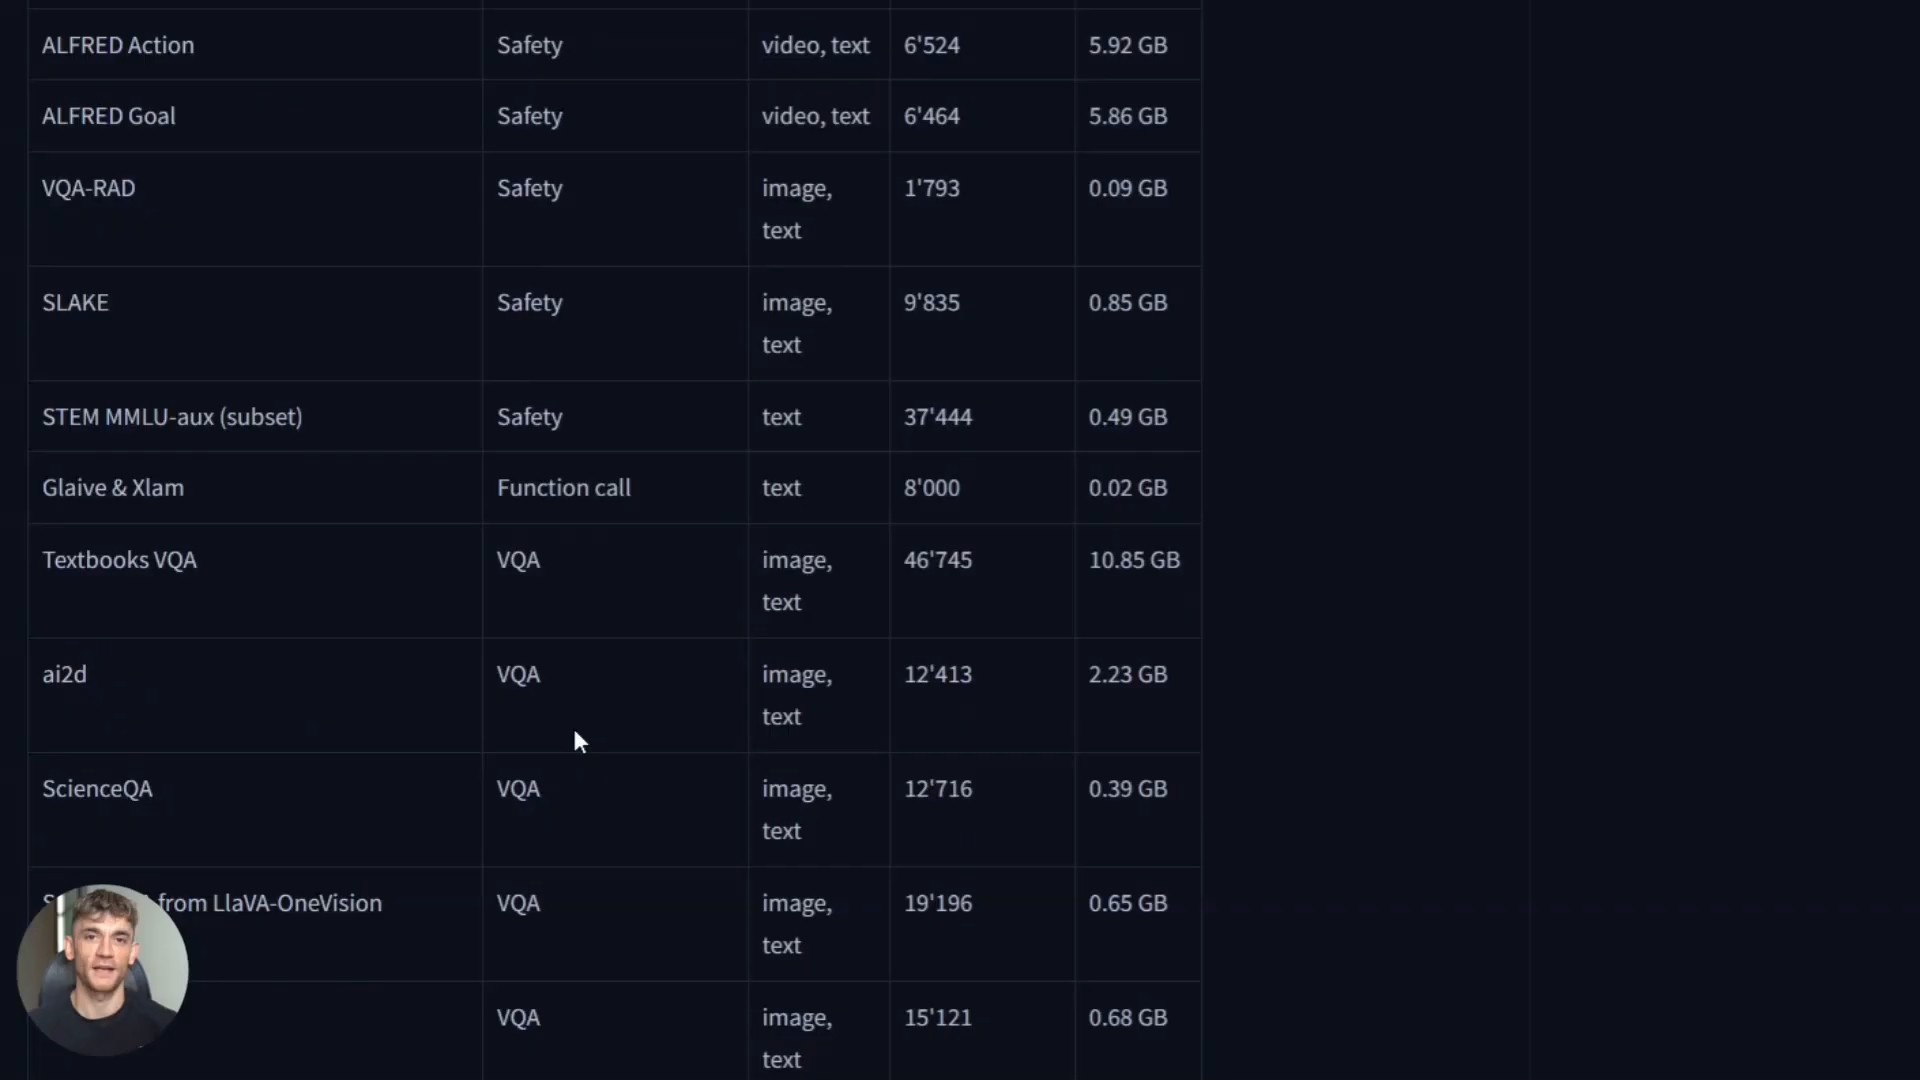 ALFRED Action Safety video, text 6'524 5.92 GB
ALFRED Goal Safety video, text 6'464 5.86 GB
VQA-RAD Safety image, 1'793 0.09 GB
text
SLAKE Safety image, 9'835 0.85 GB
text
STEM MMLU-aux (subset) Safety text 37'444 0.49 GB
Glaive & Xlam Function call text 8'000 0.02 GB
Textbooks VQA VQA image, 46'745 10.85 GB
text
ai2d VQA image, 12'413 2.23 GB
text
ScienceQA VQA image, 12'716 0.39 GB
text
from LlaVA-OneVision VQA image, 19'196 0.65 GB
text
VQA image, 15'121 0.68 GB
text